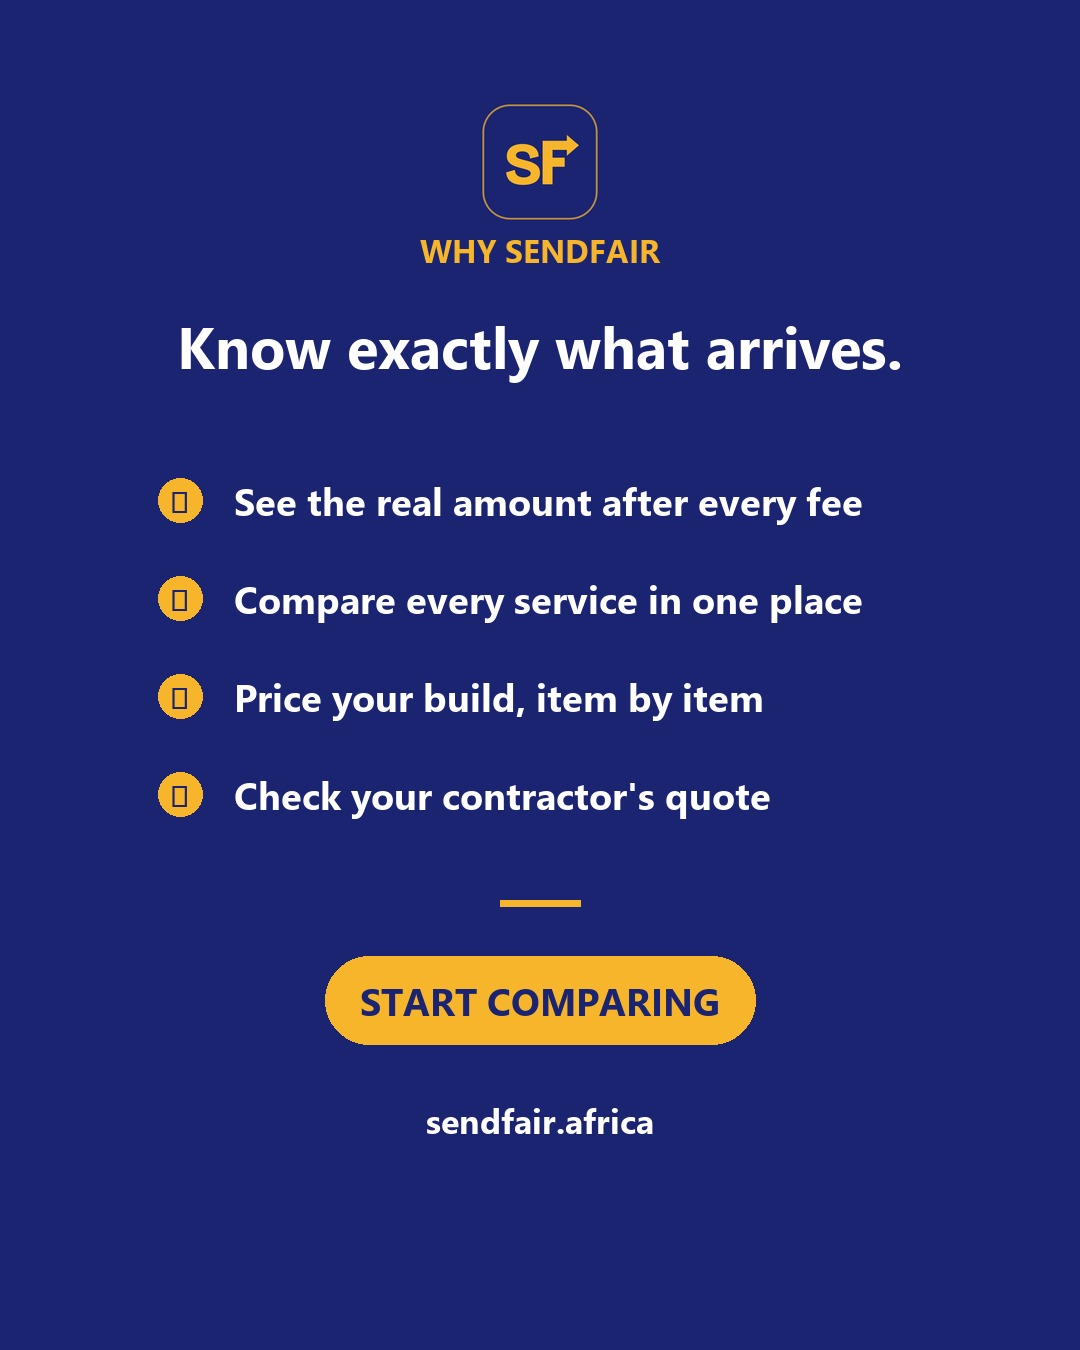 SF
WHY SENDFAIR
Know exactly what arrives.
See the real amount after every fee
Compare every service in one place
Price your build, item by item
Check your contractor's quote
START COMPARING
sendfair.africa